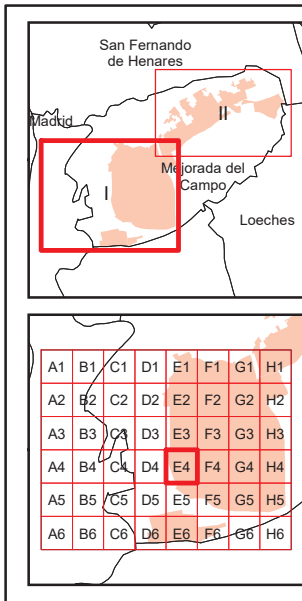 San Fernando
de Henares
Madrid
II
Mejorada del
Campo
I
Loeches
A1 B1 C1 D1 E1 F1 G1 H1
A2 B2 C2 D2 E2 F2 G2 H2
A3 B3 C3 D3 E3 F3 G3 H3
A4 B4 C4 D4 E4 F4 G4 H4
A5 B5 C5 D5 E5 F5 G5 H5
A6 B6 C6 D6 E6 F6 G6 H6